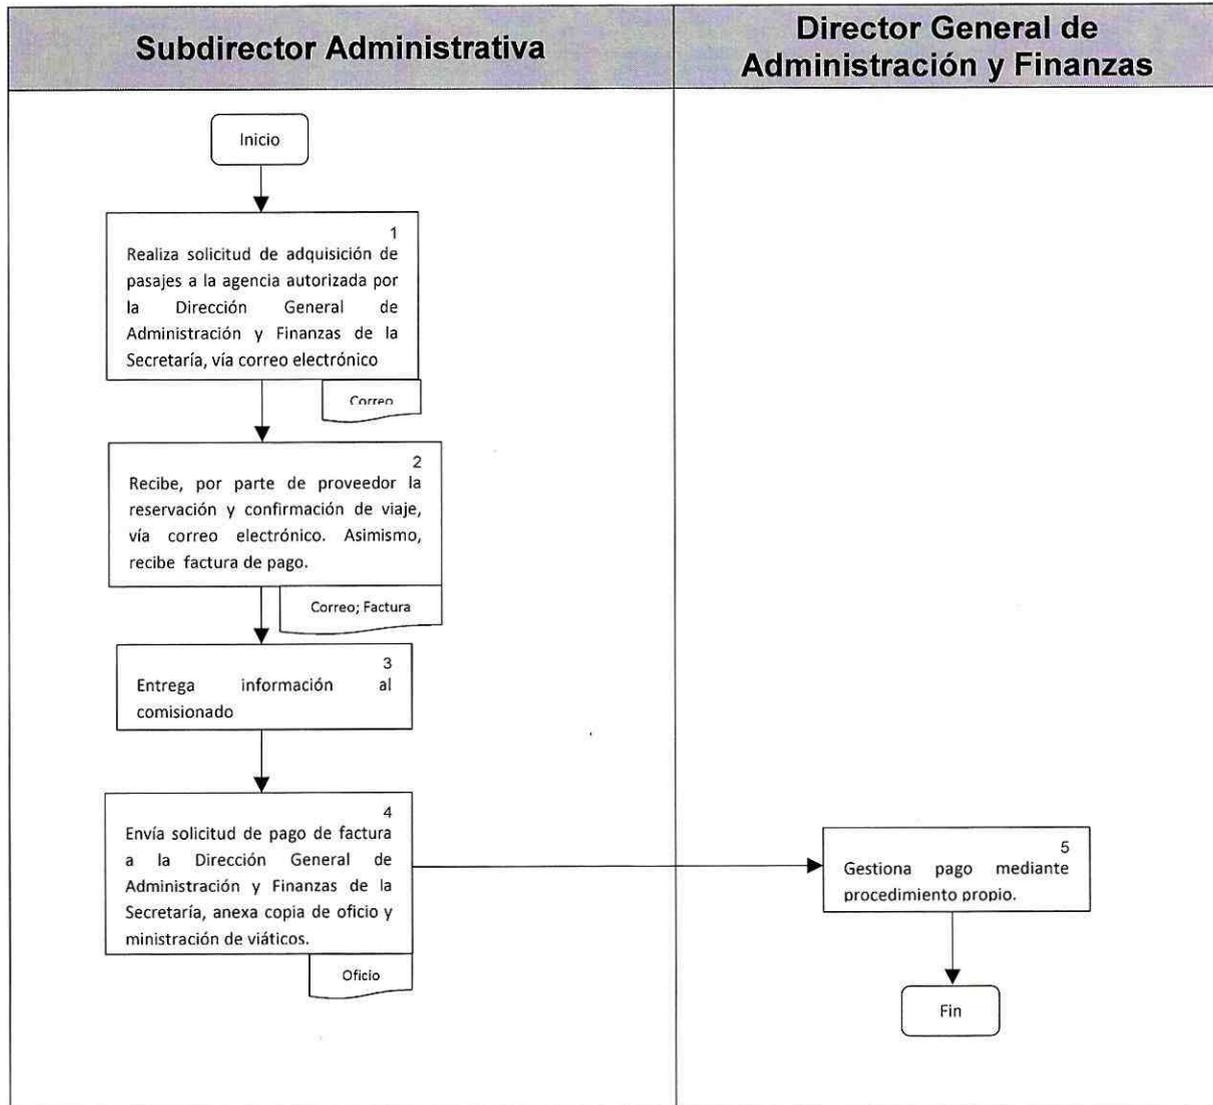 Subdirector Administrativa
Director General de
Administración y Finanzas
Inicio
1
Realiza solicitud de adquisición de
pasajes a la agencia autorizada por
la Dirección General de
Administración y Finanzas de la
Secretaría, vía correo electrónico
Correo
2
Recibe, por parte de proveedor la
reservación y confirmación de viaje,
vía correo electrónico. Asimismo,
recibe factura de pago.
Correo; Factura
3
Entrega información al
comisionado
4
Envía solicitud de pago de factura
a la Dirección General de
Administración y Finanzas de la
Secretaría, anexa copia de oficio y
ministración de viáticos.
Oficio
5
Gestiona pago mediante
procedimiento propio.
Fin